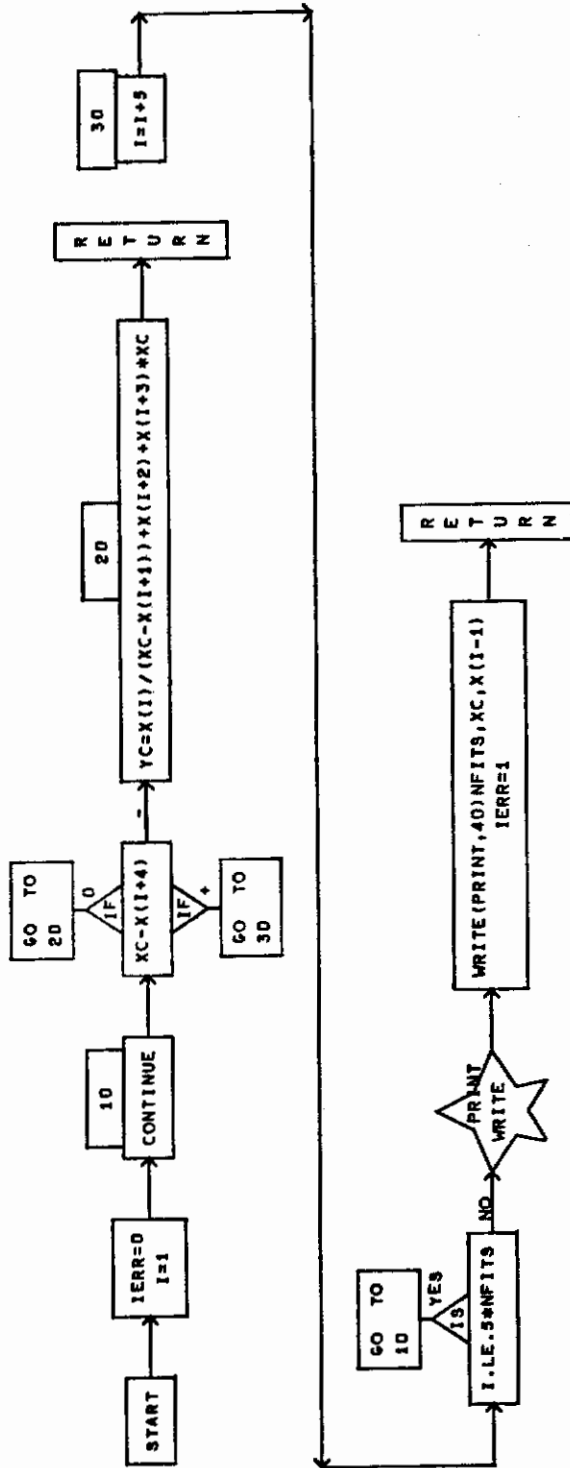 START
IERR=0
I=1
10
CONTINUE
GO TO
20
0
IF
XC-X(I+4)
IF
+
GO TO
30
-
20
YC=X(I)/(XC-X(I+1))+X(I+2)+X(I+3)*XC
RETURN
30
I=I+5
GO TO
10
YES
IS
I.LE.5*NFITS
NO
PRINT
WRITE
WRITE(PRINT,40)NFITS,XC,X(I-1)
IERR=1
RETURN